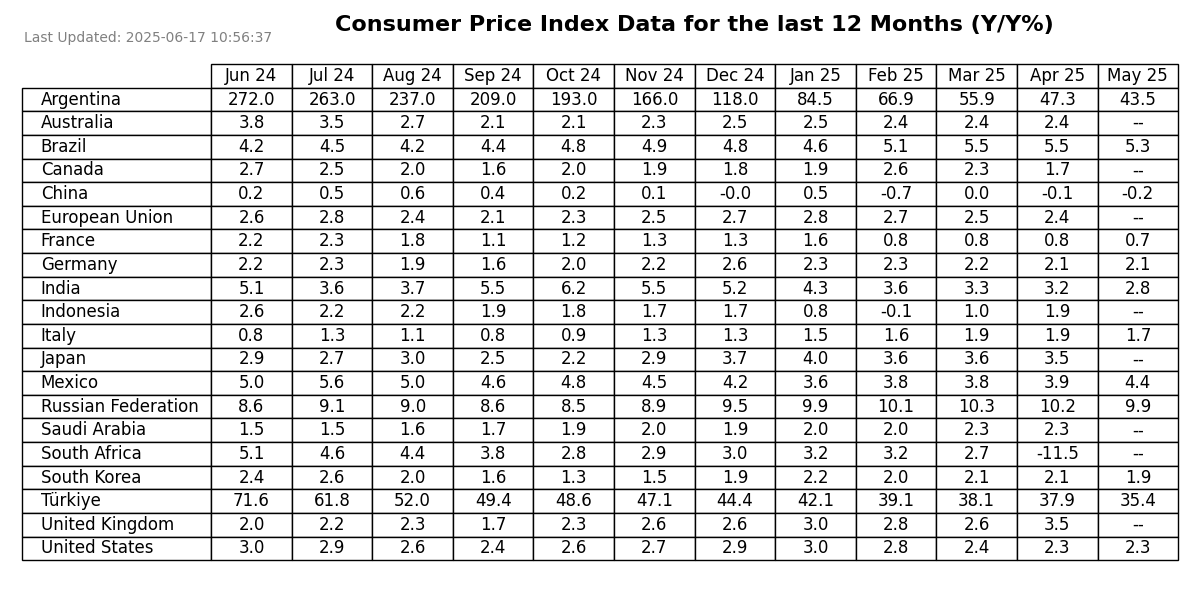 Consumer Price Index Data for the last 12 Months (Y/Y%)
Last Updated: 2025-06-17 10:56:37
Jun 24 Jul 24 Aug 24 Sep 24 Oct 24 Nov 24 Dec 24 Jan 25 Feb 25 Mar 25 Apr 25 May 25
Argentina 272.0 263.0 237.0 209.0 193.0 166.0 118.0 84.5 66.9 55.9 47.3 43.5
Australia 3.8 3.5 2.7 2.1 2.1 2.3 2.5 2.5 2.4 2.4 2.4 --
Brazil 4.2 4.5 4.2 4.4 4.8 4.9 4.8 4.6 5.1 5.5 5.5 5.3
Canada 2.7 2.5 2.0 1.6 2.0 1.9 1.8 1.9 2.6 2.3 1.7 --
China 0.2 0.5 0.6 0.4 0.2 0.1 -0.0 0.5 -0.7 0.0 -0.1 -0.2
European Union 2.6 2.8 2.4 2.1 2.3 2.5 2.7 2.8 2.7 2.5 2.4 --
France 2.2 2.3 1.8 1.1 1.2 1.3 1.3 1.6 0.8 0.8 0.8 0.7
Germany 2.2 2.3 1.9 1.6 2.0 2.2 2.6 2.3 2.3 2.2 2.1 2.1
India 5.1 3.6 3.7 5.5 6.2 5.5 5.2 4.3 3.6 3.3 3.2 2.8
Indonesia 2.6 2.2 2.2 1.9 1.8 1.7 1.7 0.8 -0.1 1.0 1.9 --
Italy 0.8 1.3 1.1 0.8 0.9 1.3 1.3 1.5 1.6 1.9 1.9 1.7
Japan 2.9 2.7 3.0 2.5 2.2 2.9 3.7 4.0 3.6 3.6 3.5 --
Mexico 5.0 5.6 5.0 4.6 4.8 4.5 4.2 3.6 3.8 3.8 3.9 4.4
Russian Federation 8.6 9.1 9.0 8.6 8.5 8.9 9.5 9.9 10.1 10.3 10.2 9.9
Saudi Arabia 1.5 1.5 1.6 1.7 1.9 2.0 1.9 2.0 2.0 2.3 2.3 --
South Africa 5.1 4.6 4.4 3.8 2.8 2.9 3.0 3.2 3.2 2.7 -11.5 --
South Korea 2.4 2.6 2.0 1.6 1.3 1.5 1.9 2.2 2.0 2.1 2.1 1.9
Türkiye 71.6 61.8 52.0 49.4 48.6 47.1 44.4 42.1 39.1 38.1 37.9 35.4
United Kingdom 2.0 2.2 2.3 1.7 2.3 2.6 2.6 3.0 2.8 2.6 3.5 --
United States 3.0 2.9 2.6 2.4 2.6 2.7 2.9 3.0 2.8 2.4 2.3 2.3